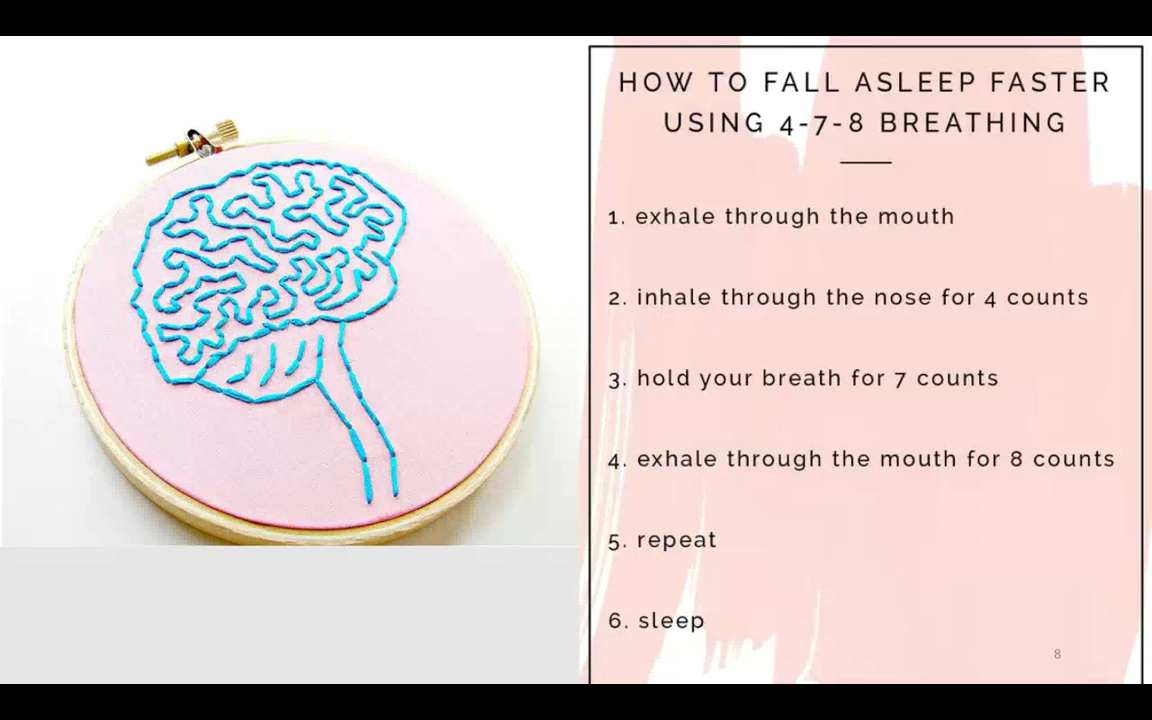 HOW TO FALL ASLEEP FASTER
USING 4-7-8 BREATHING
1. exhale through the mouth
2. inhale through the nose for 4 counts
3. hold your breath for 7 counts
4. exhale through the mouth for 8 counts
5. repeat
6. sleep
8